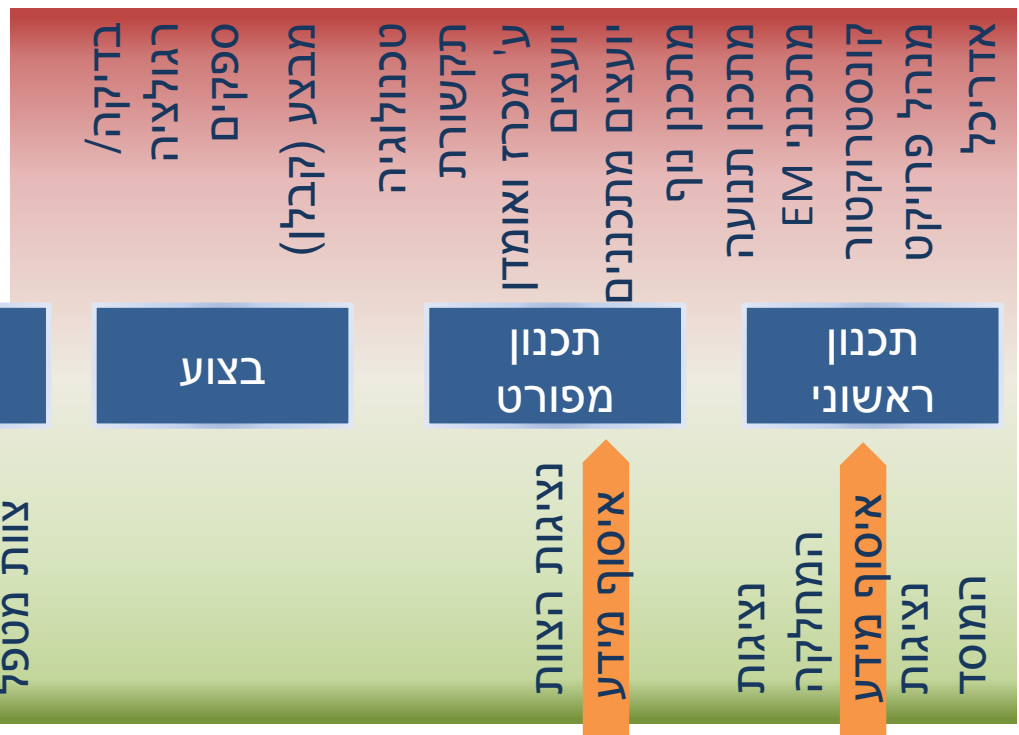 אדריכל
מנהל פרויקט
קונסטרוקטור
מתכנני EM
מתכנן תנועה
מתכנן נוף
יועצים מתכננים
יועצים
ע' מכרז ואומדן
תקשורת
טכנולוגיה
מבצע (קבלן)
ספקים
רגולציה
בדיקה/
תכנון
ראשוני
תכנון
מפורט
בצוע
המוסד
נציגות
איסוף מידע
המחלקה
נציגות
איסוף מידע
נציגות הצוות
צוות מטפל